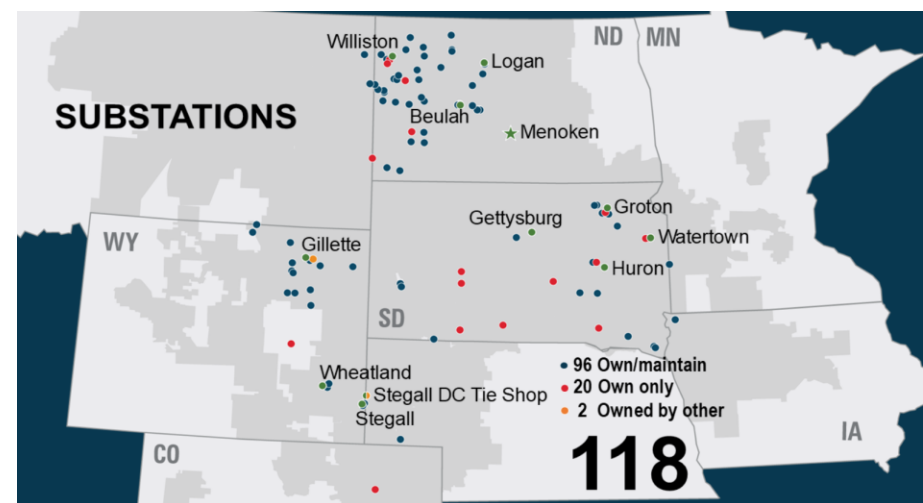 Williston
ND
MN
Logan
SUBSTATIONS
Beulah
Menoken
Gettysburg
Groton
WY
Gillette
Watertown
Huron
SD
96 Own/maintain
Wheatland
20 Own only
Stegall DC Tie Shop
2 Owned by other
Stegall
118
IA
CO